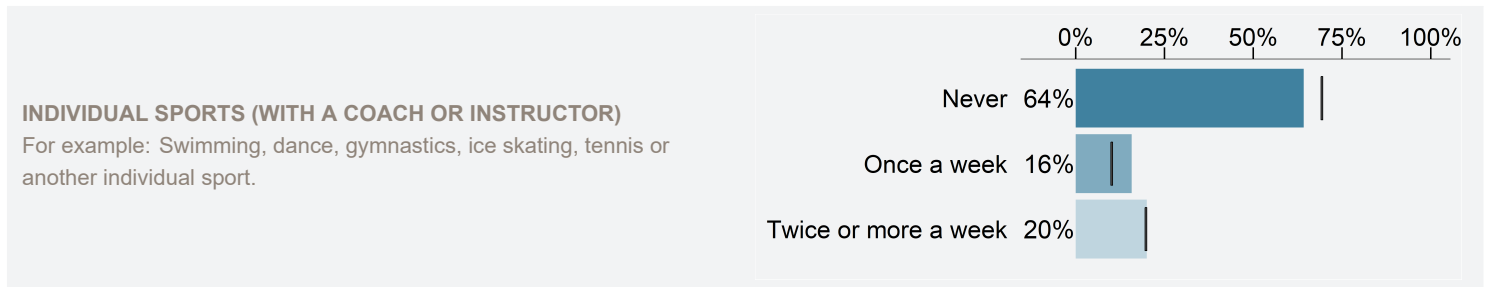 INDIVIDUAL SPORTS (WITH A COACH OR INSTRUCTOR)
For example: Swimming, dance, gymnastics, ice skating, tennis or
another individual sport.
0% 25% 50% 75% 100%
Never 64%
Once a week 16%
Twice or more a week 20%